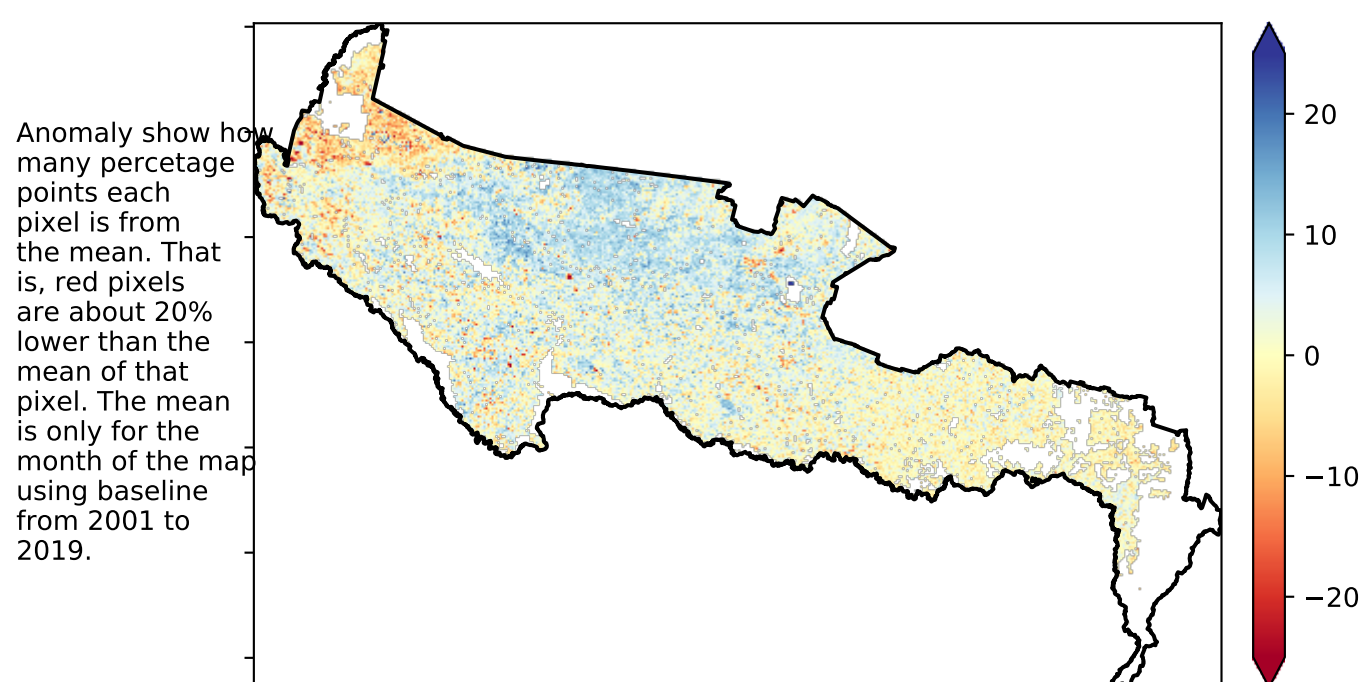 Anomaly show how
many percetage
points each
pixel is from
the mean. That
is, red pixels
are about 20%
lower than the
mean of that
pixel. The mean
is only for the
month of the map
using baseline
from 2001 to
2019.
20
10
0
−10
−20